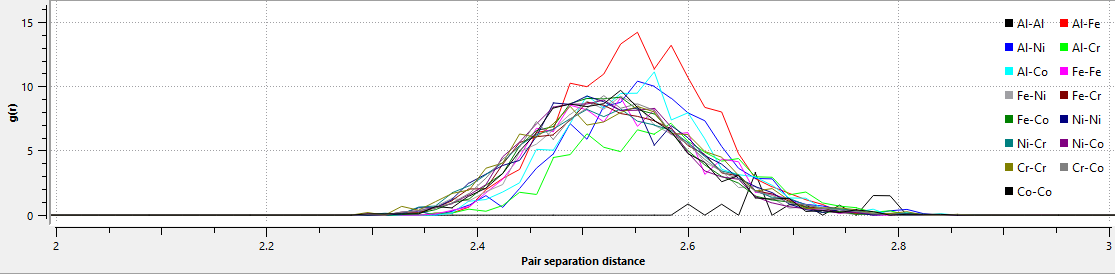 15
10
5
0
g(r)
2 2.2 2.4 2.6 2.8 3
Pair separation distance
Al-Al Al-Fe
Al-Ni Al-Cr
Al-Co Fe-Fe
Fe-Ni Fe-Cr
Fe-Co Ni-Ni
Ni-Cr Ni-Co
Cr-Cr Cr-Co
Co-Co